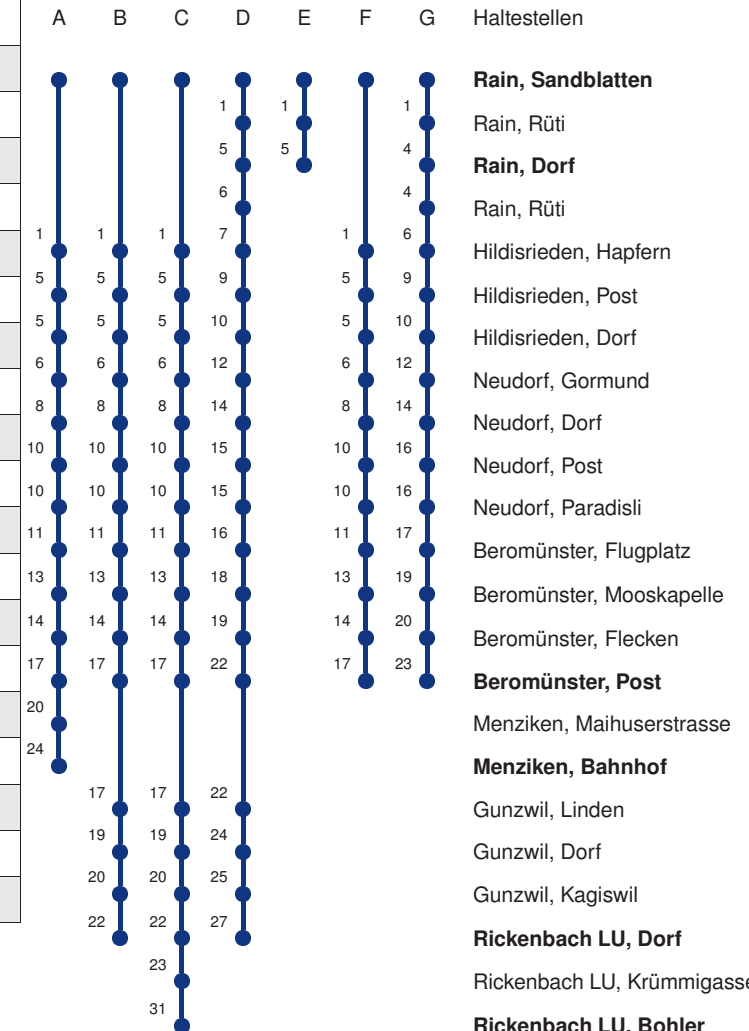 A B C D E F G Haltestellen
Rain, Sandblatten
1 1 1 Rain, Rüti
5 5 4 Rain, Dorf
6 4 Rain, Rüti
1 1 1 7 1 6 Hildisrieden, Hapfern
5 5 5 9 5 9 Hildisrieden, Post
5 5 5 10 5 10 Hildisrieden, Dorf
6 6 6 12 6 12 Neudorf, Gormund
8 8 8 14 8 14 Neudorf, Dorf
10 10 10 15 10 16 Neudorf, Post
10 10 10 15 10 16 Neudorf, Paradisli
11 11 11 16 11 17 Beromünster, Flugplatz
13 13 13 18 13 19 Beromünster, Mooskapelle
14 14 14 19 14 20 Beromünster, Flecken
17 17 17 22 17 23 Beromünster, Post
20 Menziken, Maihuserstrasse
24 Menziken, Bahnhof
17 17 22 Gunzwil, Linden
19 19 24 Gunzwil, Dorf
20 20 25 Gunzwil, Kagiswil
22 22 27 Rickenbach LU, Dorf
23 Rickenbach LU, Krümmigasse
31 Rickenbach LU, Bohler